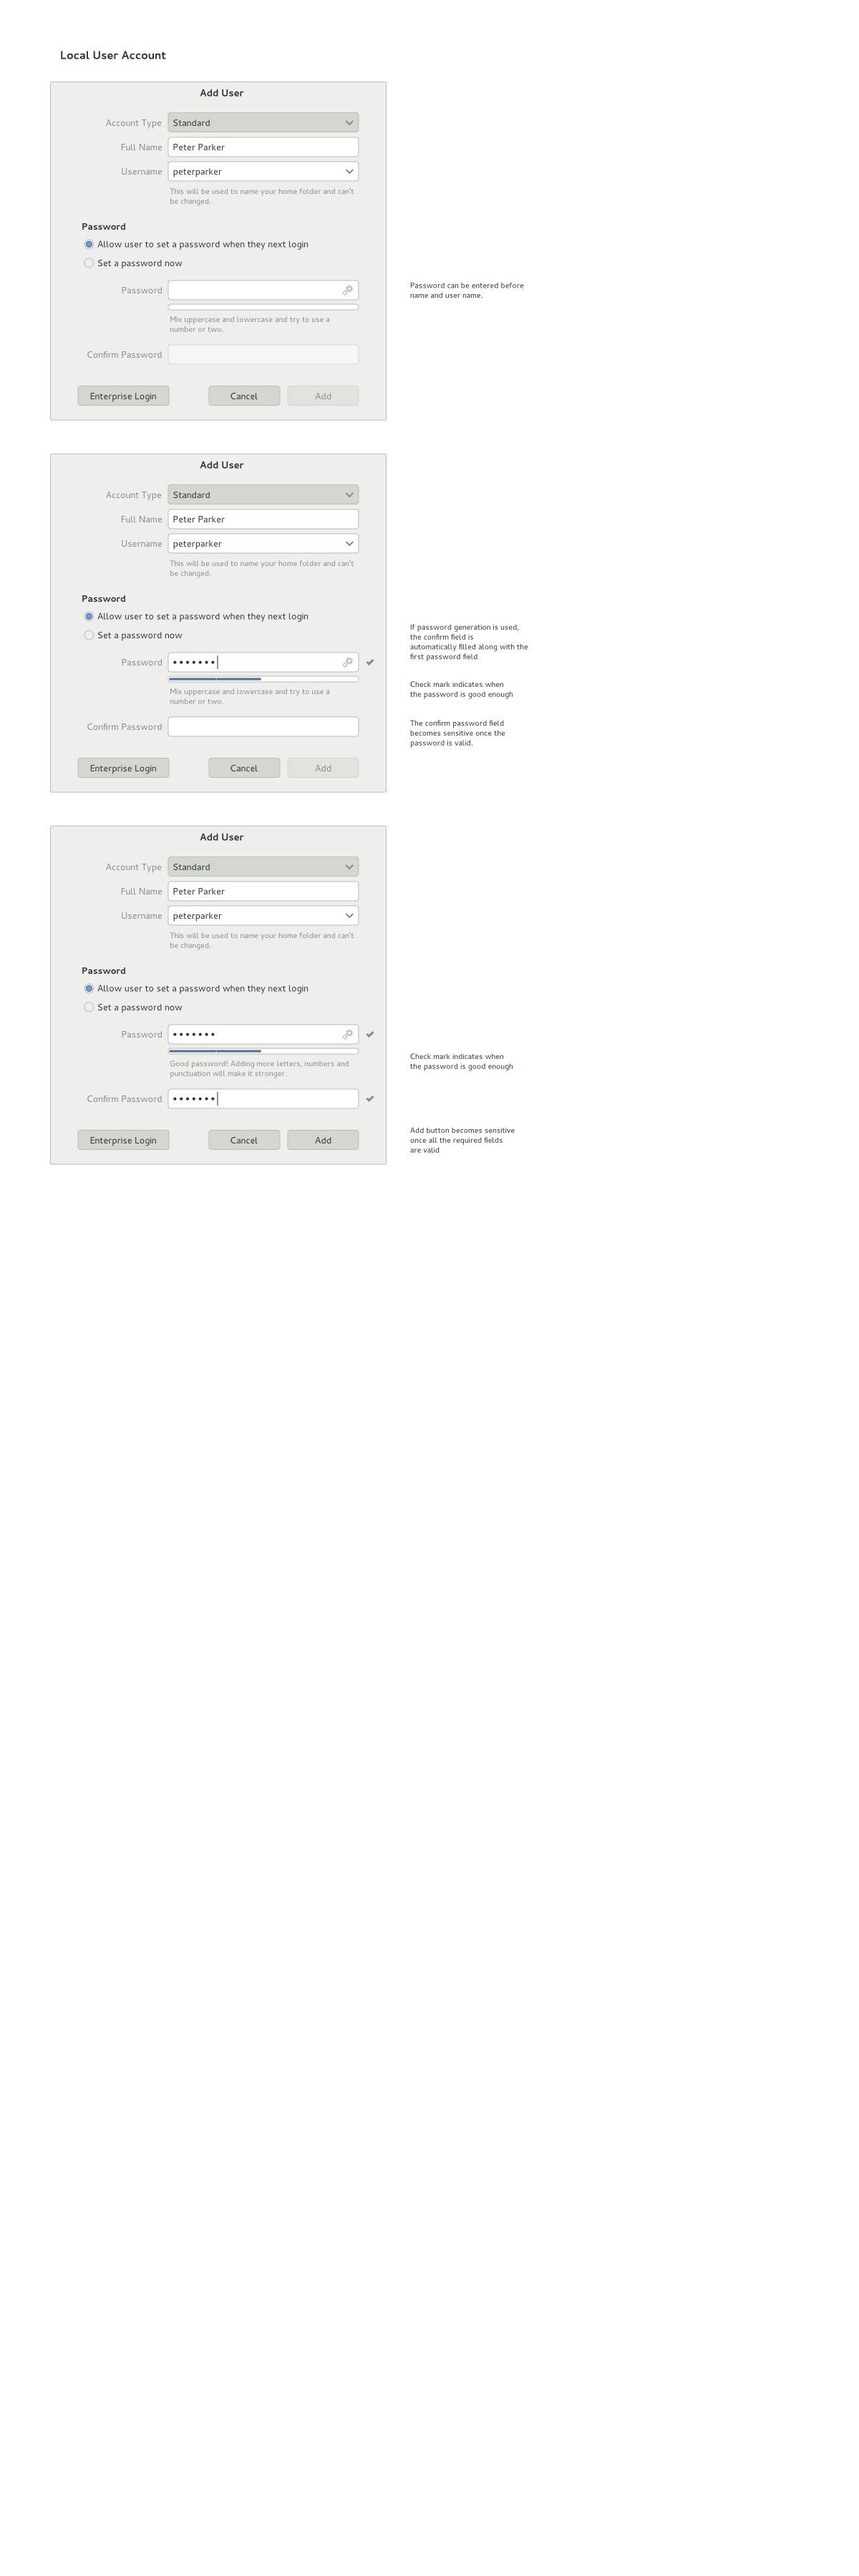 Local User Account
Add User
Account Type Standard
Full Name Peter Parker
Username peterparker
This will be used to name your home folder and can't
be changed.
Password
Allow user to set a password when they next login
Set a password now
Password
Password can be entered before
name and user name.
Mix uppercase and lowercase and try to use a
number or two.
Confirm Password
Enterprise Login Cancel Add
Add User
Account Type Standard
Full Name Peter Parker
Username peterparker
This will be used to name your home folder and can't
be changed.
Password
Allow user to set a password when they next login
Set a password now
If password generation is used,
the confirm field is
automatically filled along with the
first password field
Password •••••••
Check mark indicates when
the password is good enough
Mix uppercase and lowercase and try to use a
number or two.
The confirm password field
becomes sensitive once the
password is valid.
Confirm Password
Enterprise Login Cancel Add
Add User
Account Type Standard
Full Name Peter Parker
Username peterparker
This will be used to name your home folder and can't
be changed.
Password
Allow user to set a password when they next login
Set a password now
Password •••••••
Check mark indicates when
the password is good enough
Good password! Adding more letters, numbers and
punctuation will make it stronger.
Confirm Password •••••••
Enterprise Login Cancel Add
Add button becomes sensitive
once all the required fields
are valid